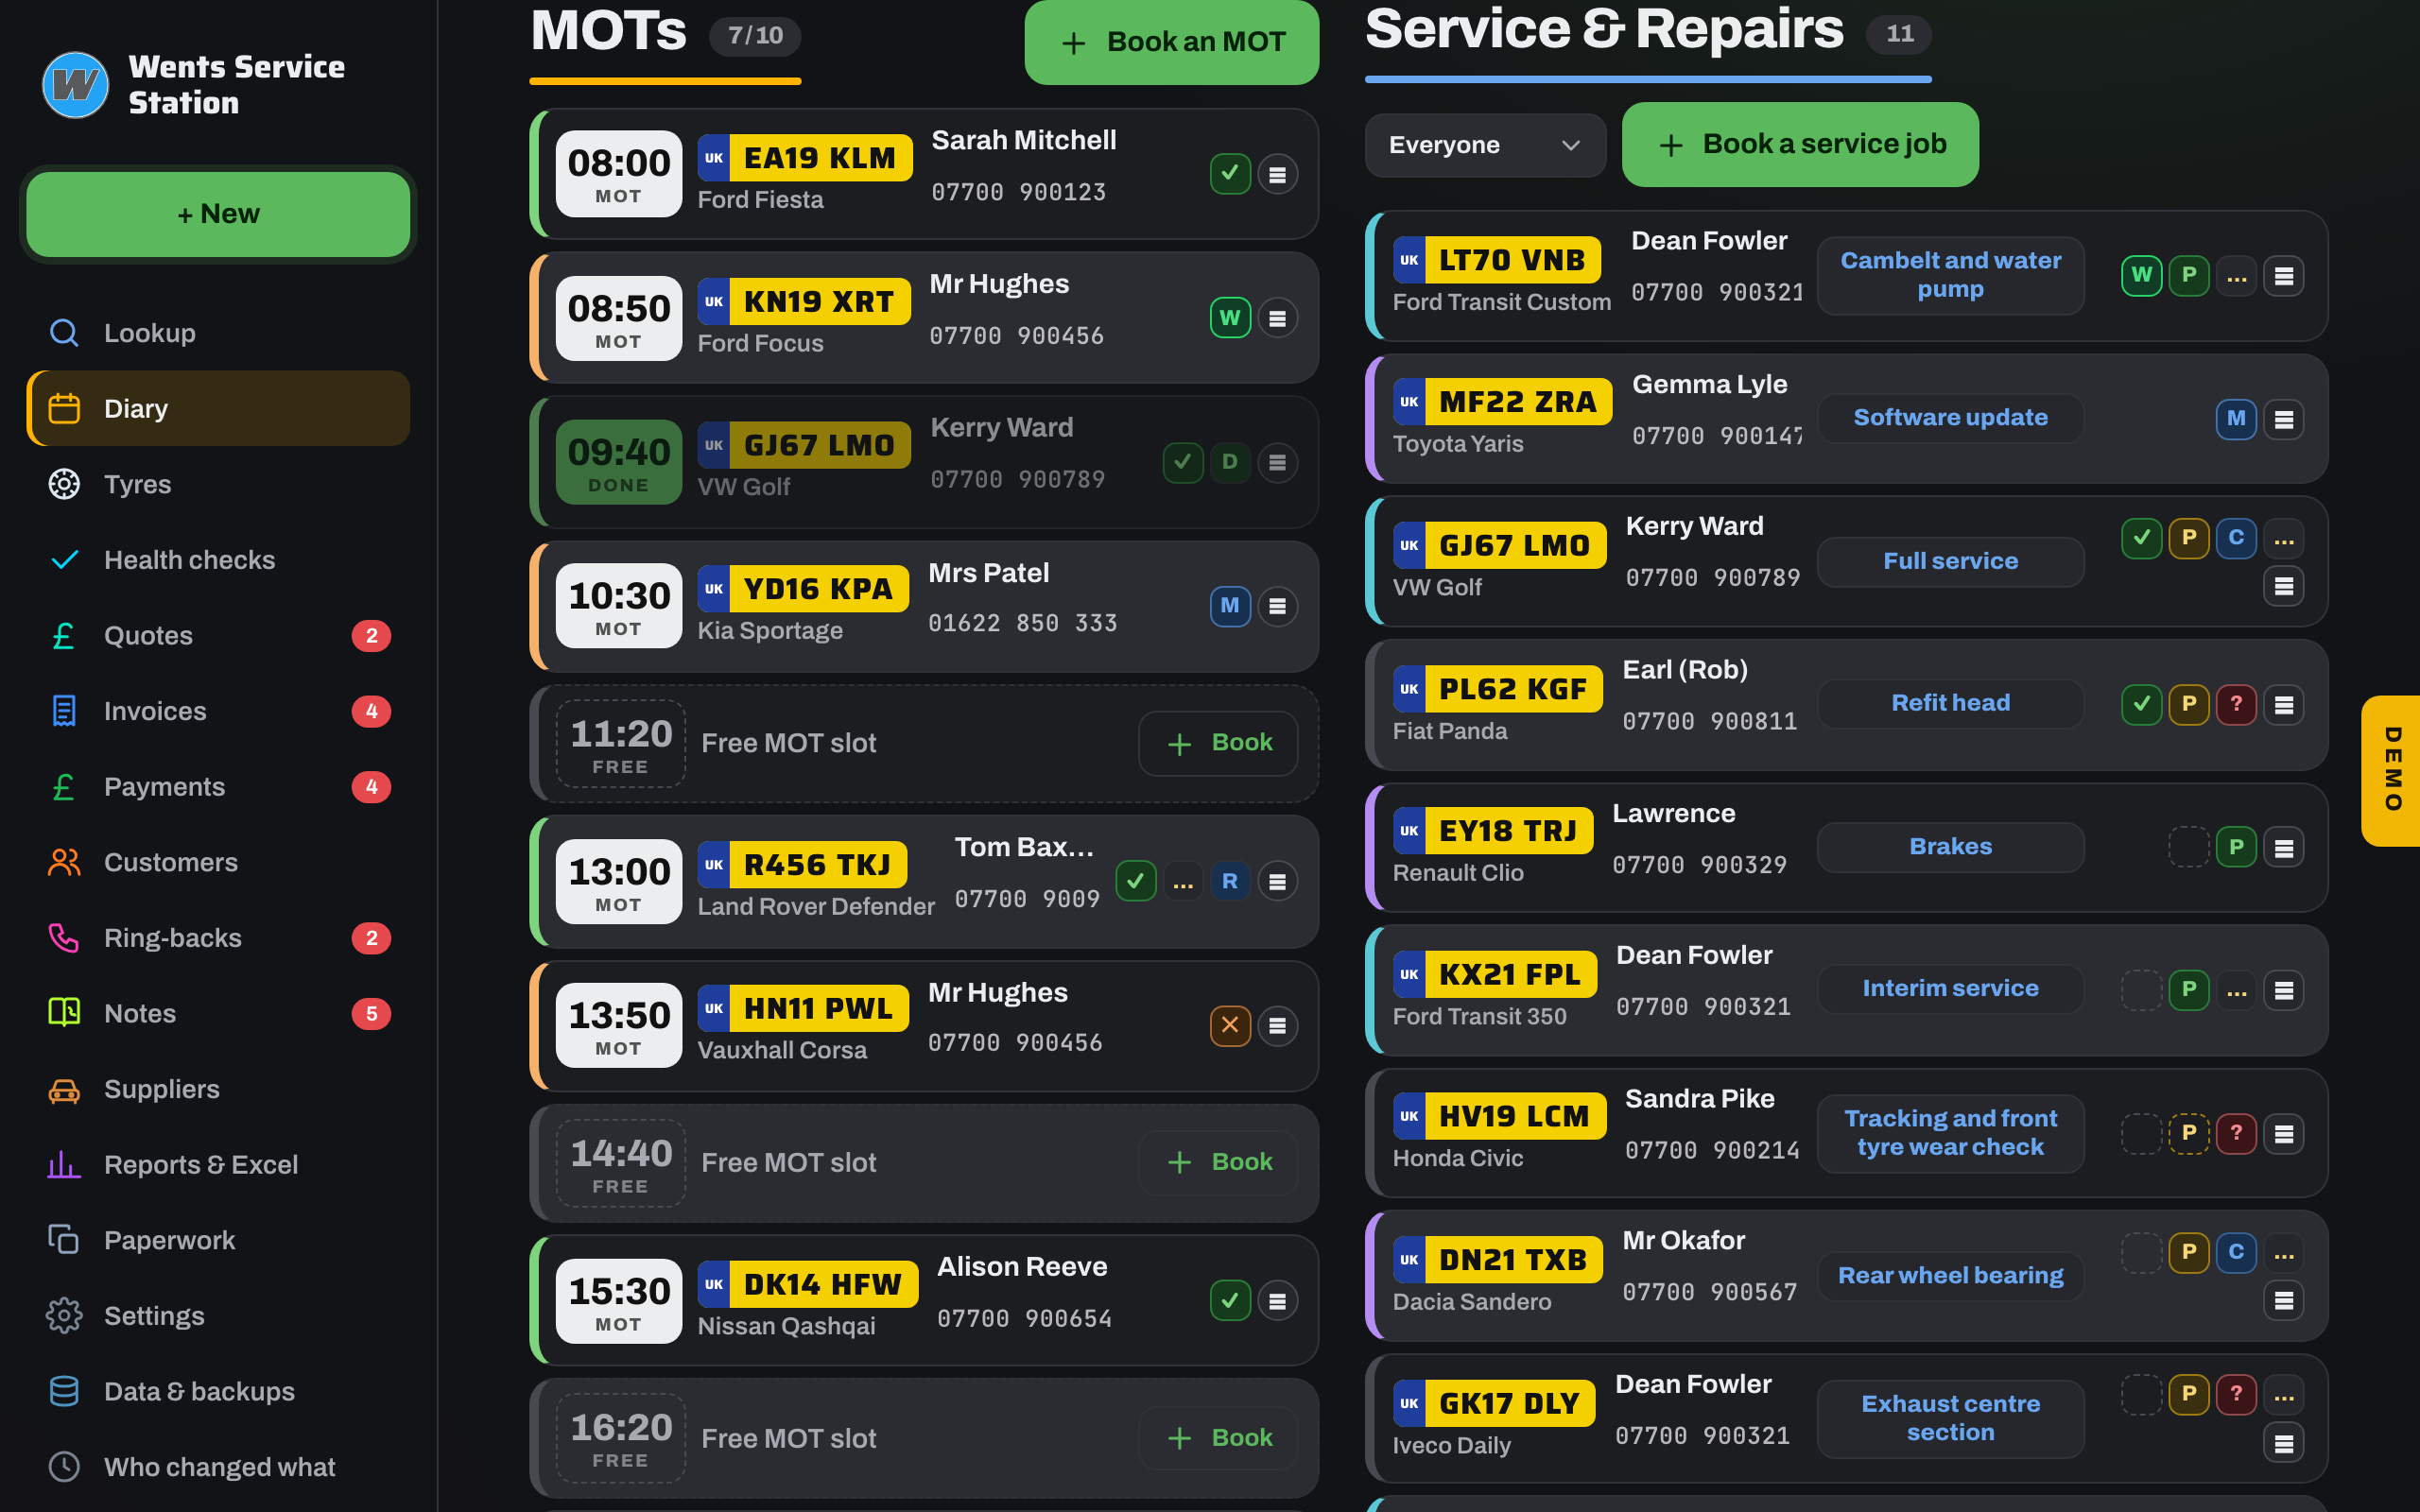 Wents Service
Station
+ New
Lookup
Diary
Tyres
Health checks
Quotes 2
Invoices 4
Payments 4
Customers
Ring-backs 2
Notes 5
Suppliers
Reports & Excel
Paperwork
Settings
Data & backups
Who changed what
MOTs 7/10
+ Book an MOT
08:00 MOT
UK EA19 KLM
Ford Fiesta
Sarah Mitchell
07700 900123
08:50 MOT
UK KN19 XRT
Ford Focus
Mr Hughes
07700 900456
W
09:40 DONE
UK GJ67 LMO
VW Golf
Kerry Ward
07700 900789
D
10:30 MOT
UK YD16 KPA
Kia Sportage
Mrs Patel
01622 850 333
M
11:20 FREE
Free MOT slot
+ Book
13:00 MOT
UK R456 TKJ
Land Rover Defender
Tom Bax...
07700 9009
... R
13:50 MOT
UK HN11 PWL
Vauxhall Corsa
Mr Hughes
07700 900456
14:40 FREE
Free MOT slot
+ Book
15:30 MOT
UK DK14 HFW
Nissan Qashqai
Alison Reeve
07700 900654
16:20 FREE
Free MOT slot
+ Book
Service & Repairs 11
Everyone
+ Book a service job
UK LT70 VNB
Ford Transit Custom
Dean Fowler
07700 900321
Cambelt and water
pump
W P ...
UK MF22 ZRA
Toyota Yaris
Gemma Lyle
07700 900147
Software update
M
UK GJ67 LMO
VW Golf
Kerry Ward
07700 900789
Full service
P C ...
UK PL62 KGF
Fiat Panda
Earl (Rob)
07700 900811
Refit head
P ?
UK EY18 TRJ
Renault Clio
Lawrence
07700 900329
Brakes
P
UK KX21 FPL
Ford Transit 350
Dean Fowler
07700 900321
Interim service
P ...
UK HV19 LCM
Honda Civic
Sandra Pike
07700 900214
Tracking and front
tyre wear check
P ?
UK DN21 TXB
Dacia Sandero
Mr Okafor
07700 900567
Rear wheel bearing
P C ...
UK GK17 DLY
Iveco Daily
Dean Fowler
07700 900321
Exhaust centre
section
P ? ...
DEMO